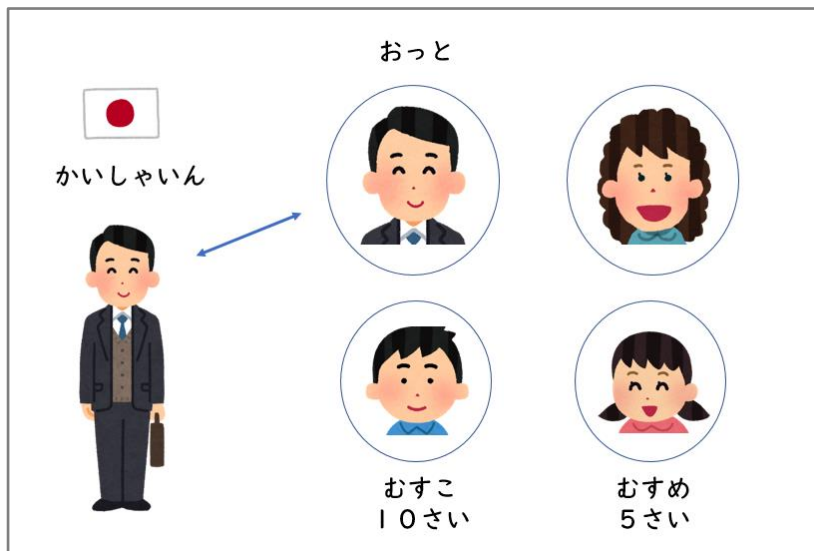 おっと
かいしゃいん
むすこ
１０さい
むすめ
５さい